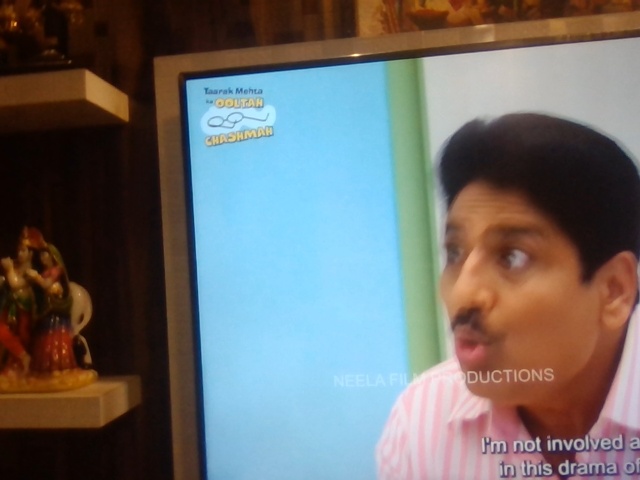 Taarak Mehta
Ka OOLTAH
CHASHMAH
NEELA FILM PRODUCTIONS
I'm not involved a
in this drama of